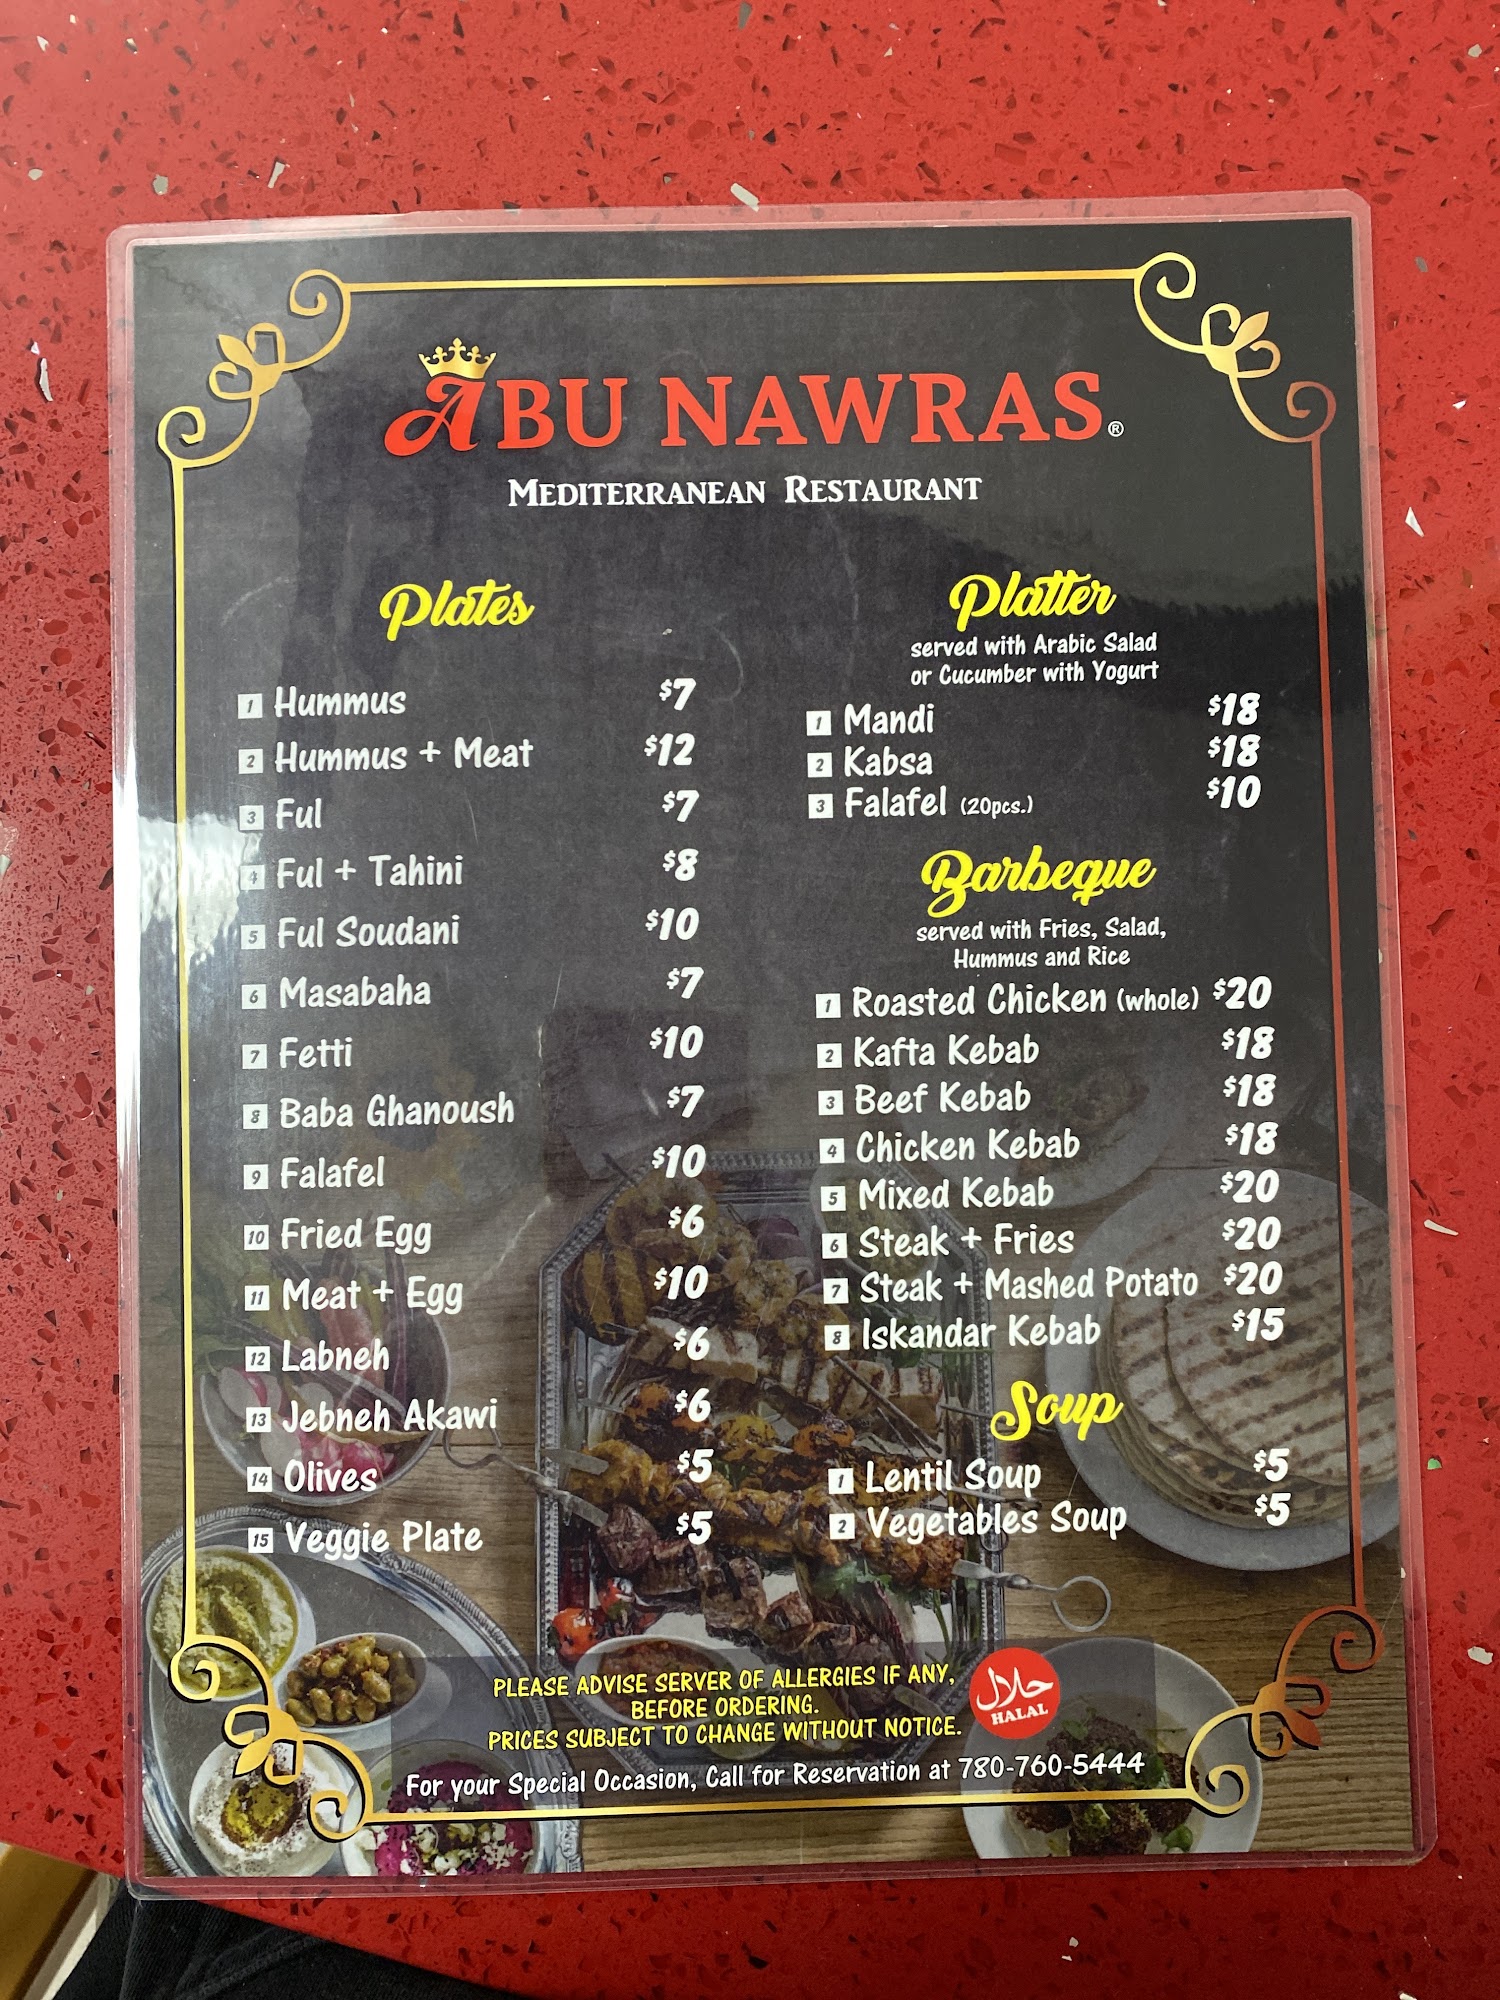 ABU NAWRAS®
MEDITERRANEAN RESTAURANT
Plates
1 Hummus $7
2 Hummus + Meat $12
3 Ful $7
4 Ful + Tahini $8
5 Ful Soudani $10
6 Masabaha $7
7 Fetti $10
8 Baba Ghanoush $7
9 Falafel $10
10 Fried Egg $6
11 Meat + Egg $10
12 Labneh $6
13 Jebneh Akawi $6
14 Olives $5
15 Veggie Plate $5
Platter
served with Arabic Salad
or Cucumber with Yogurt
1 Mandi $18
2 Kabsa $18
3 Falafel (20pcs.) $10
Barbeque
served with Fries, Salad,
Hummus and Rice
1 Roasted Chicken (whole) $20
2 Kafta Kebab $18
3 Beef Kebab $18
4 Chicken Kebab $18
5 Mixed Kebab $20
6 Steak + Fries $20
7 Steak + Mashed Potato $20
8 Iskandar Kebab $15
Soup
1 Lentil Soup $5
2 Vegetables Soup $5
PLEASE ADVISE SERVER OF ALLERGIES IF ANY,
BEFORE ORDERING.
PRICES SUBJECT TO CHANGE WITHOUT NOTICE.
حلال
HALAL
For your Special Occasion, Call for Reservation at 780-760-5444